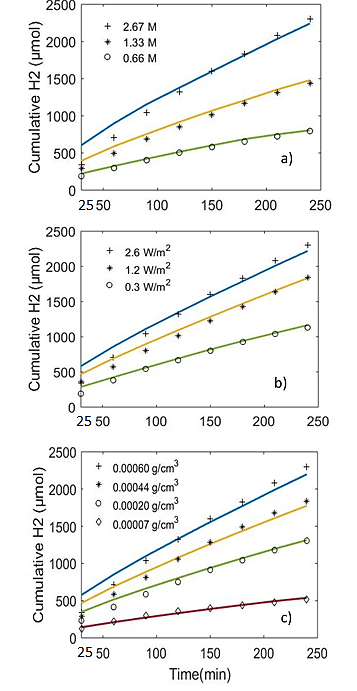 2500
2000
1500
1000
500
0
Cumulative H2 (µmol)
+ 2.67 M
* 1.33 M
○ 0.66 M
a)
25 50 100 150 200 250
2500
2000
1500
1000
500
0
Cumulative H2 (µmol)
+ 2.6 W/m²
* 1.2 W/m²
○ 0.3 W/m²
b)
25 50 100 150 200 250
2500
2000
1500
1000
500
0
Cumulative H2 (µmol)
+ 0.00060 g/cm³
* 0.00044 g/cm³
○ 0.00020 g/cm³
◇ 0.00007 g/cm³
c)
25 50 100 150 200 250
Time(min)